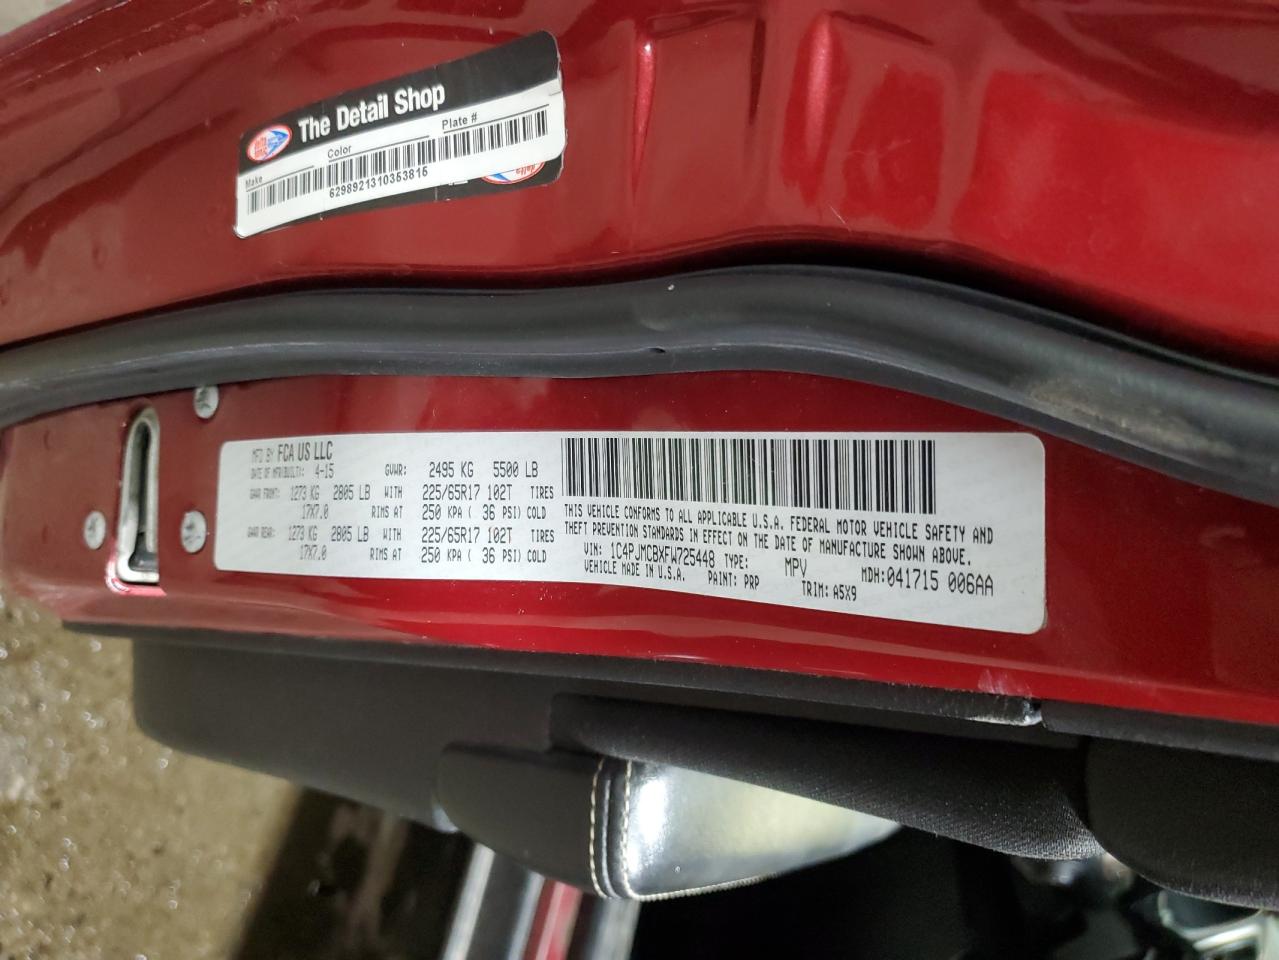 The Detail Shop
Make Color Plate #
6298921310353815
MFD BY FCA US LLC
DATE OF MFR(BUILT): 4-15 GVWR: 2495 KG 5500 LB
GAWR FRONT: 1273 KG 2805 LB WITH 225/65R17 102T TIRES
17X7.0 RIMS AT 250 KPA ( 36 PSI) COLD
GAWR REAR: 1273 KG 2805 LB WITH 225/65R17 102T TIRES
17X7.0 RIMS AT 250 KPA ( 36 PSI) COLD
THIS VEHICLE CONFORMS TO ALL APPLICABLE U.S.A. FEDERAL MOTOR VEHICLE SAFETY AND
THEFT PREVENTION STANDARDS IN EFFECT ON THE DATE OF MANUFACTURE SHOWN ABOVE.
VIN: 1C4PJMCBXFW725448 TYPE: MPV MDH:041715 006AA
VEHICLE MADE IN U.S.A. PAINT: PRP TRIM: A5X9